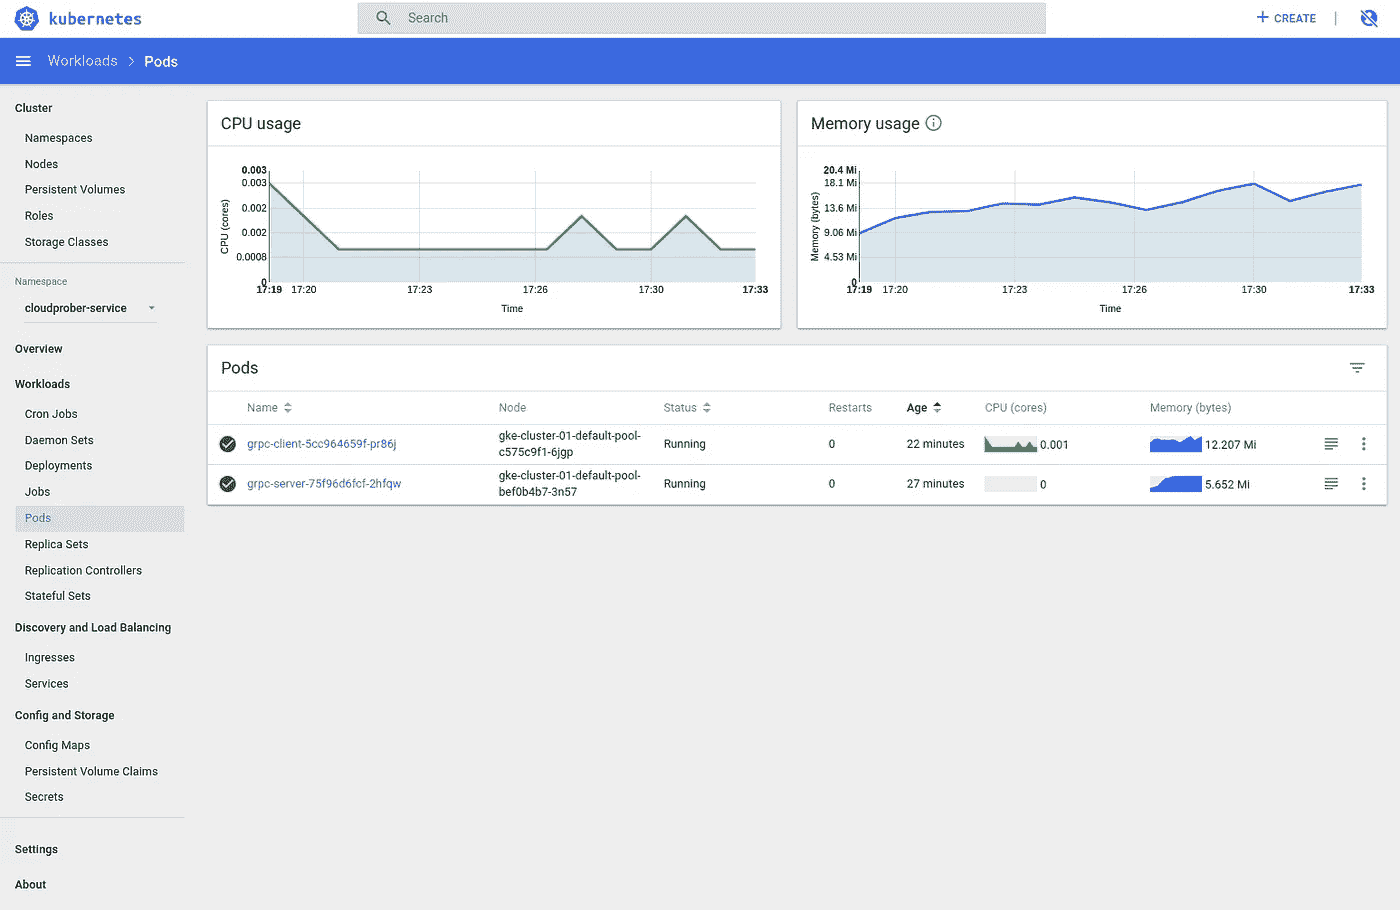 kubernetes
Search
CREATE
Workloads > Pods
Cluster
Namespaces
Nodes
Persistent Volumes
Roles
Storage Classes
Namespace
cloudprober-service
Overview
Workloads
Cron Jobs
Daemon Sets
Deployments
Jobs
Pods
Replica Sets
Replication Controllers
Stateful Sets
Discovery and Load Balancing
Ingresses
Services
Config and Storage
Config Maps
Persistent Volume Claims
Secrets
Settings
About
CPU usage
CPU (cores)
0.003
0.003
0.002
0.002
0.0008
0
17:19 17:20 17:23 17:26 17:30 17:33
Time
Memory usage
Memory (bytes)
20.4 Mi
18.1 Mi
13.6 Mi
9.06 Mi
4.53 Mi
0
17:19 17:20 17:23 17:26 17:30 17:33
Time
Pods
Name Node Status Restarts Age CPU (cores) Memory (bytes)
grpc-client-5cc964659f-pr86j gke-cluster-01-default-pool- Running 0 22 minutes 0.001 12.207 Mi
c575c9f1-6jgp
grpc-server-75f96d6fcf-2hfqw gke-cluster-01-default-pool- Running 0 27 minutes 0 5.652 Mi
bef0b4b7-3n57